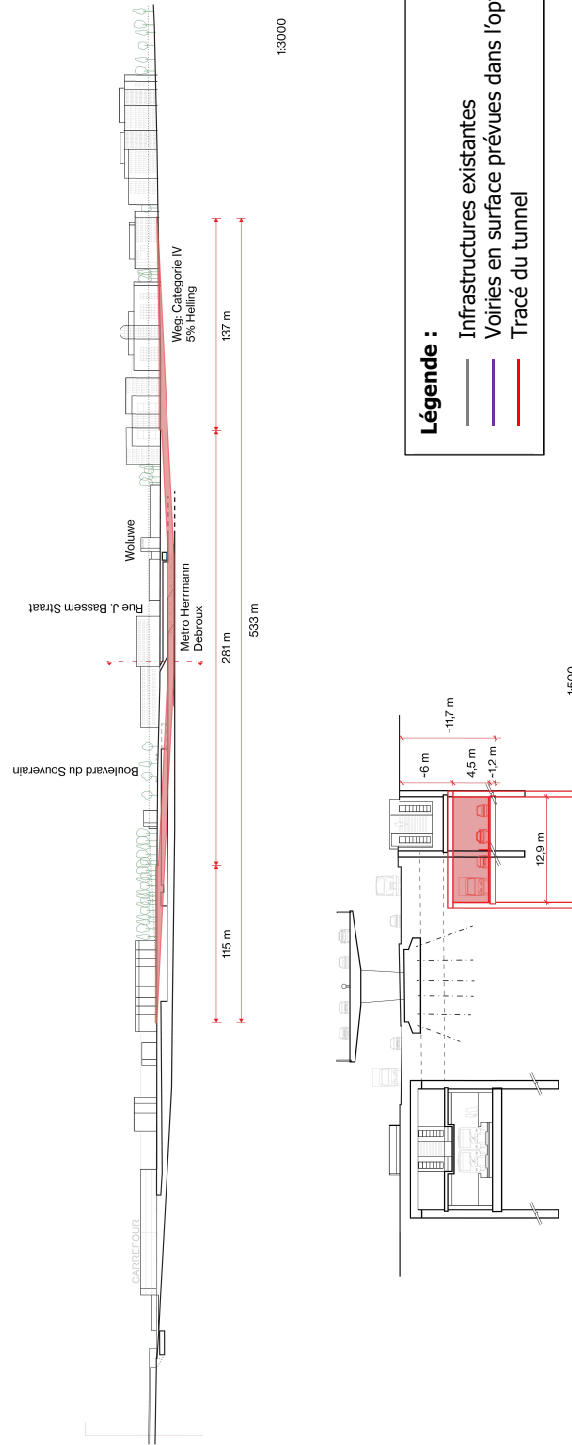 1:3000
Weg: Categorie IV
5% Helling
137 m
281 m
533 m
115 m
Woluwe
Rue J. Bassem Straat
Metro Herrmann
Debroux
Boulevard du Souverain
CARREFOUR
Légende :
Infrastructures existantes
Voiries en surface prévues dans l'op
Tracé du tunnel
-11,7 m
-6 m
4,5 m
-1,2 m
12,9 m